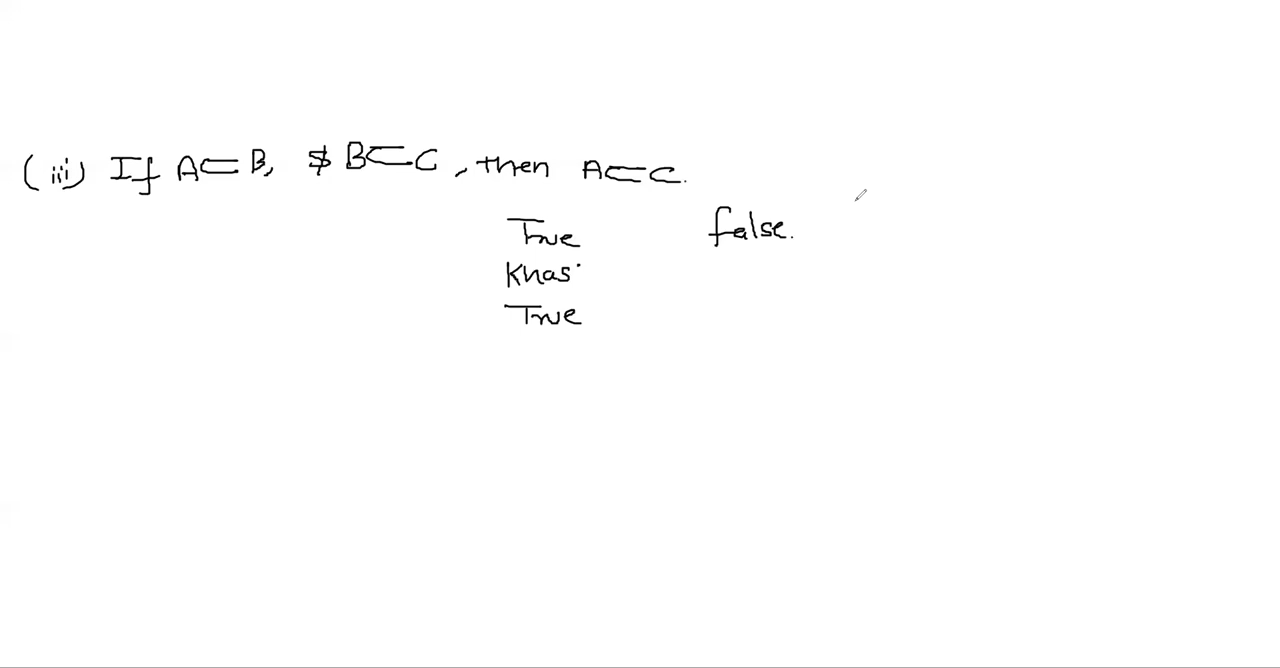 (iii) If A⊂B, $ B⊂C, then A⊂C.
True false.
Khas
True